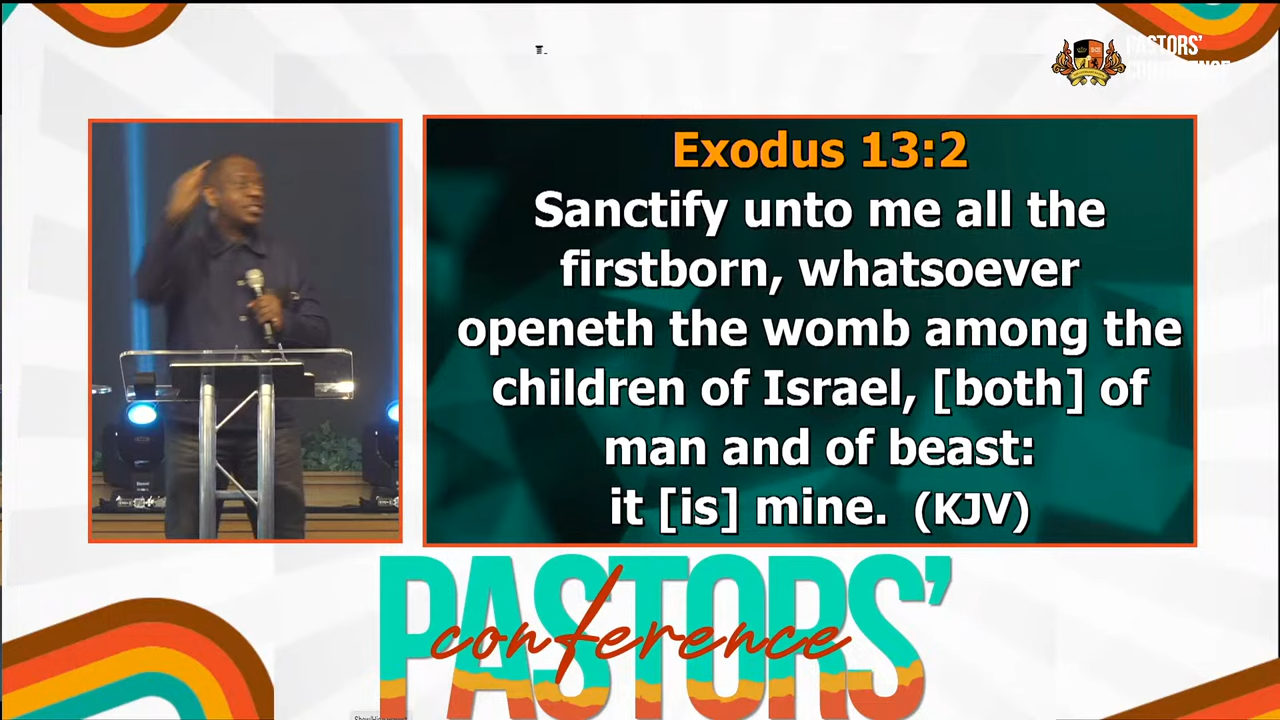 PASTORS'
CONFERENCE
Exodus 13:2
Sanctify unto me all the
firstborn, whatsoever
openeth the womb among the
children of Israel, [both] of
man and of beast:
it [is] mine. (KJV)
PASTORS'
conference